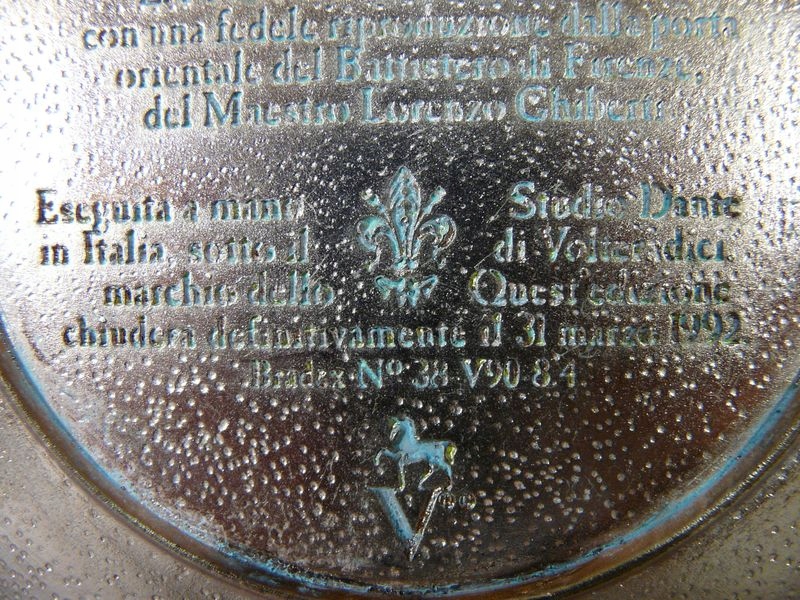 con una fedele riproduzione dalla porta
orientale del Battistero di Firenze,
del Maestro Lorenzo Ghiberti.
Eseguita a mano Studio Dante
in Italia, sotto il di Volteradici.
marchio dello Quest'edizione
chiuderà definitivamente il 31 marzo 1992.
Bradex Nº 38-V90-8.4
V